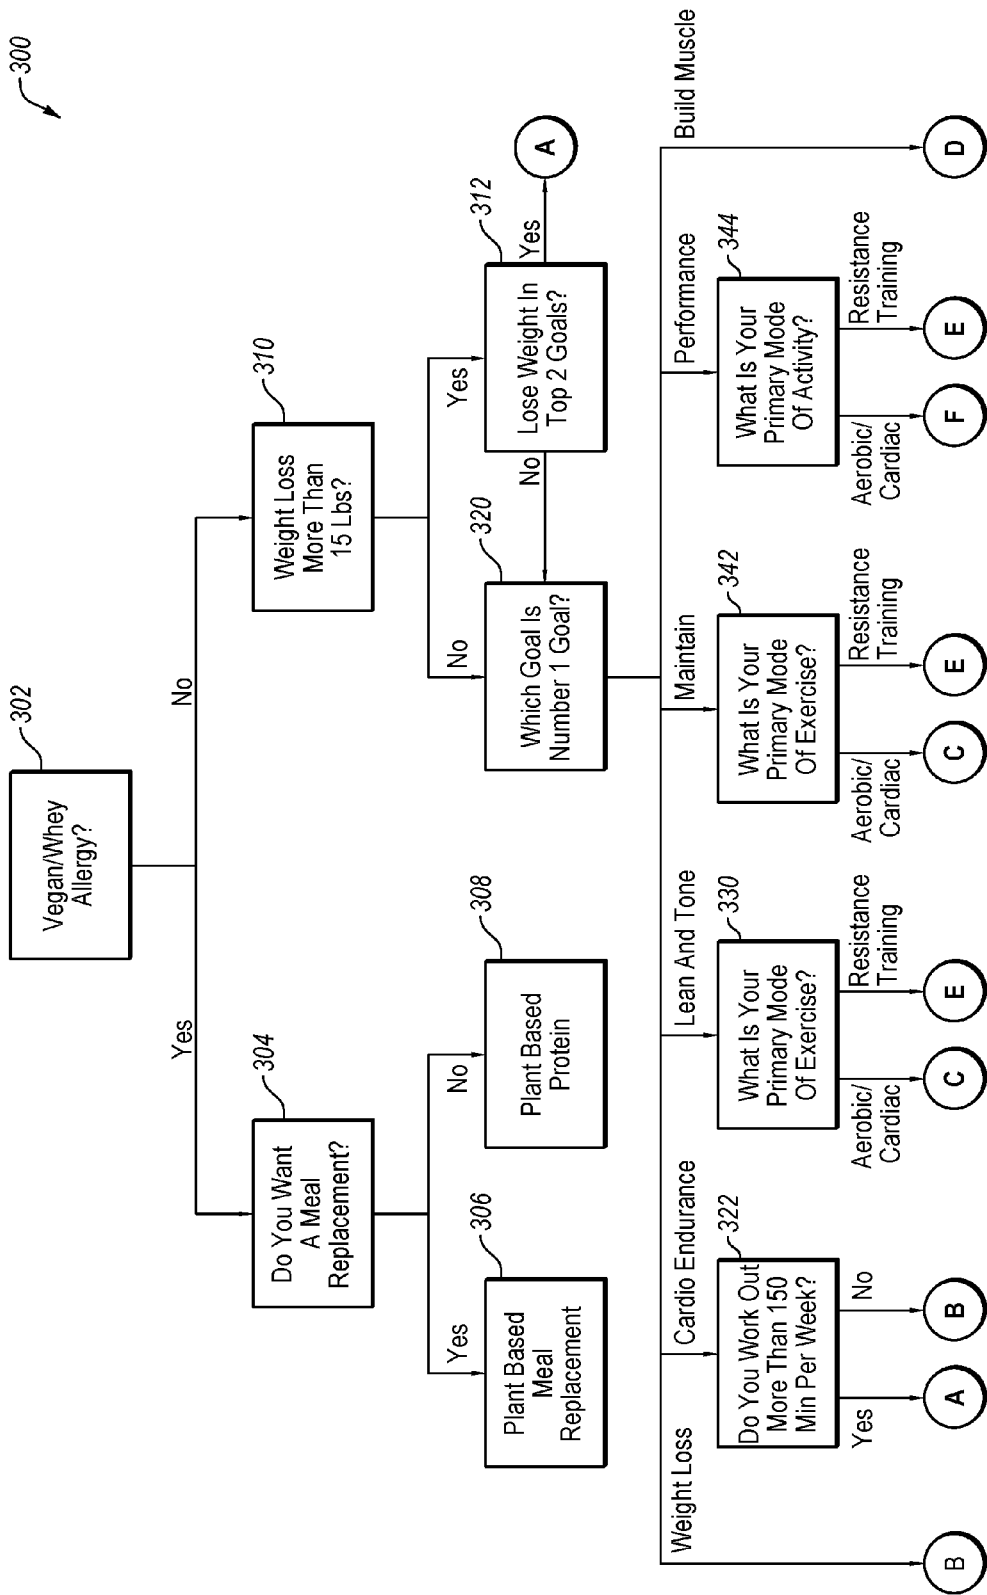 300
302
Vegan/Whey
Allergy?
Yes
No
304
Do You Want
A Meal
Replacement?
310
Weight Loss
More Than
15 Lbs?
Yes
No
No
Yes
306
Plant Based
Meal
Replacement
308
Plant Based
Protein
320
Which Goal Is
Number 1 Goal?
No
312
Lose Weight In
Top 2 Goals?
Yes
A
Weight Loss
Cardio Endurance
Lean And Tone
Maintain
Performance
Build Muscle
322
Do You Work Out
More Than 150
Min Per Week?
330
What Is Your
Primary Mode
Of Exercise?
342
What Is Your
Primary Mode
Of Exercise?
344
What Is Your
Primary Mode
Of Activity?
Yes
No
Aerobic/
Cardiac
Resistance
Training
Aerobic/
Cardiac
Resistance
Training
Aerobic/
Cardiac
Resistance
Training
B
A
B
C
E
C
E
F
E
D